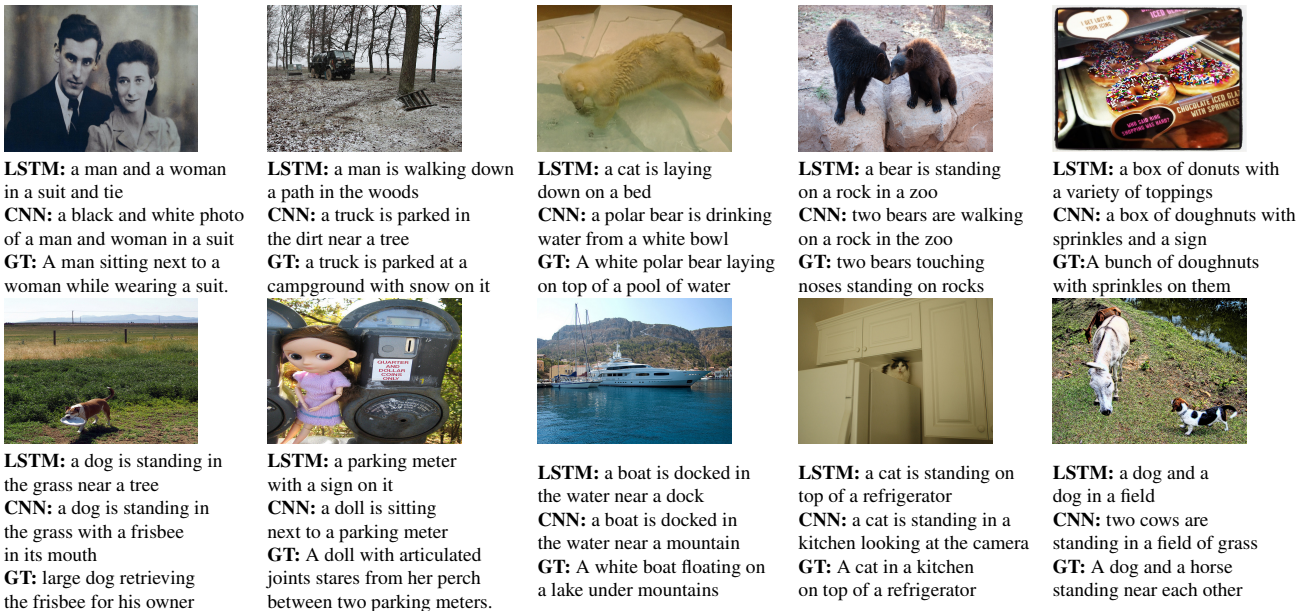 I GET LOST IN
YOUR ICING.
ICED GL
WHO SAID RING
SHOPPING WAS HARD?
CHOCOLATE ICED GLAZ
WITH SPRINKLES
LSTM: a man and a woman
in a suit and tie
CNN: a black and white photo
of a man and woman in a suit
GT: A man sitting next to a
woman while wearing a suit.
LSTM: a man is walking down
a path in the woods
CNN: a truck is parked in
the dirt near a tree
GT: a truck is parked at a
campground with snow on it
LSTM: a cat is laying
down on a bed
CNN: a polar bear is drinking
water from a white bowl
GT: A white polar bear laying
on top of a pool of water
LSTM: a bear is standing
on a rock in a zoo
CNN: two bears are walking
on a rock in the zoo
GT: two bears touching
noses standing on rocks
LSTM: a box of donuts with
a variety of toppings
CNN: a box of doughnuts with
sprinkles and a sign
GT:A bunch of doughnuts
with sprinkles on them
QUARTER
AND
DOLLAR
COINS
ONLY
LSTM: a dog is standing in
the grass near a tree
CNN: a dog is standing in
the grass with a frisbee
in its mouth
GT: large dog retrieving
the frisbee for his owner
LSTM: a parking meter
with a sign on it
CNN: a doll is sitting
next to a parking meter
GT: A doll with articulated
joints stares from her perch
between two parking meters.
LSTM: a boat is docked in
the water near a dock
CNN: a boat is docked in
the water near a mountain
GT: A white boat floating on
a lake under mountains
LSTM: a cat is standing on
top of a refrigerator
CNN: a cat is standing in a
kitchen looking at the camera
GT: A cat in a kitchen
on top of a refrigerator
LSTM: a dog and a
dog in a field
CNN: two cows are
standing in a field of grass
GT: A dog and a horse
standing near each other